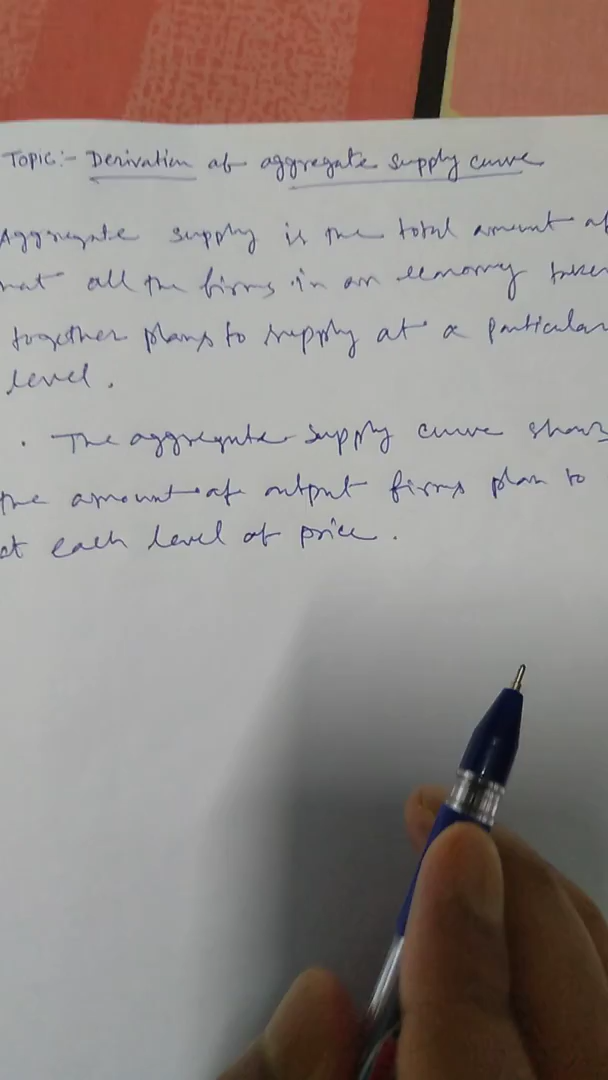 Topic:- Derivation of aggregate supply curve
Aggregate supply is the total amount of
that all the firms in an economy taken
together plans to supply at a particular
level.
. The aggregate supply curve shows
the amount of output firms plan to
at each level of price.